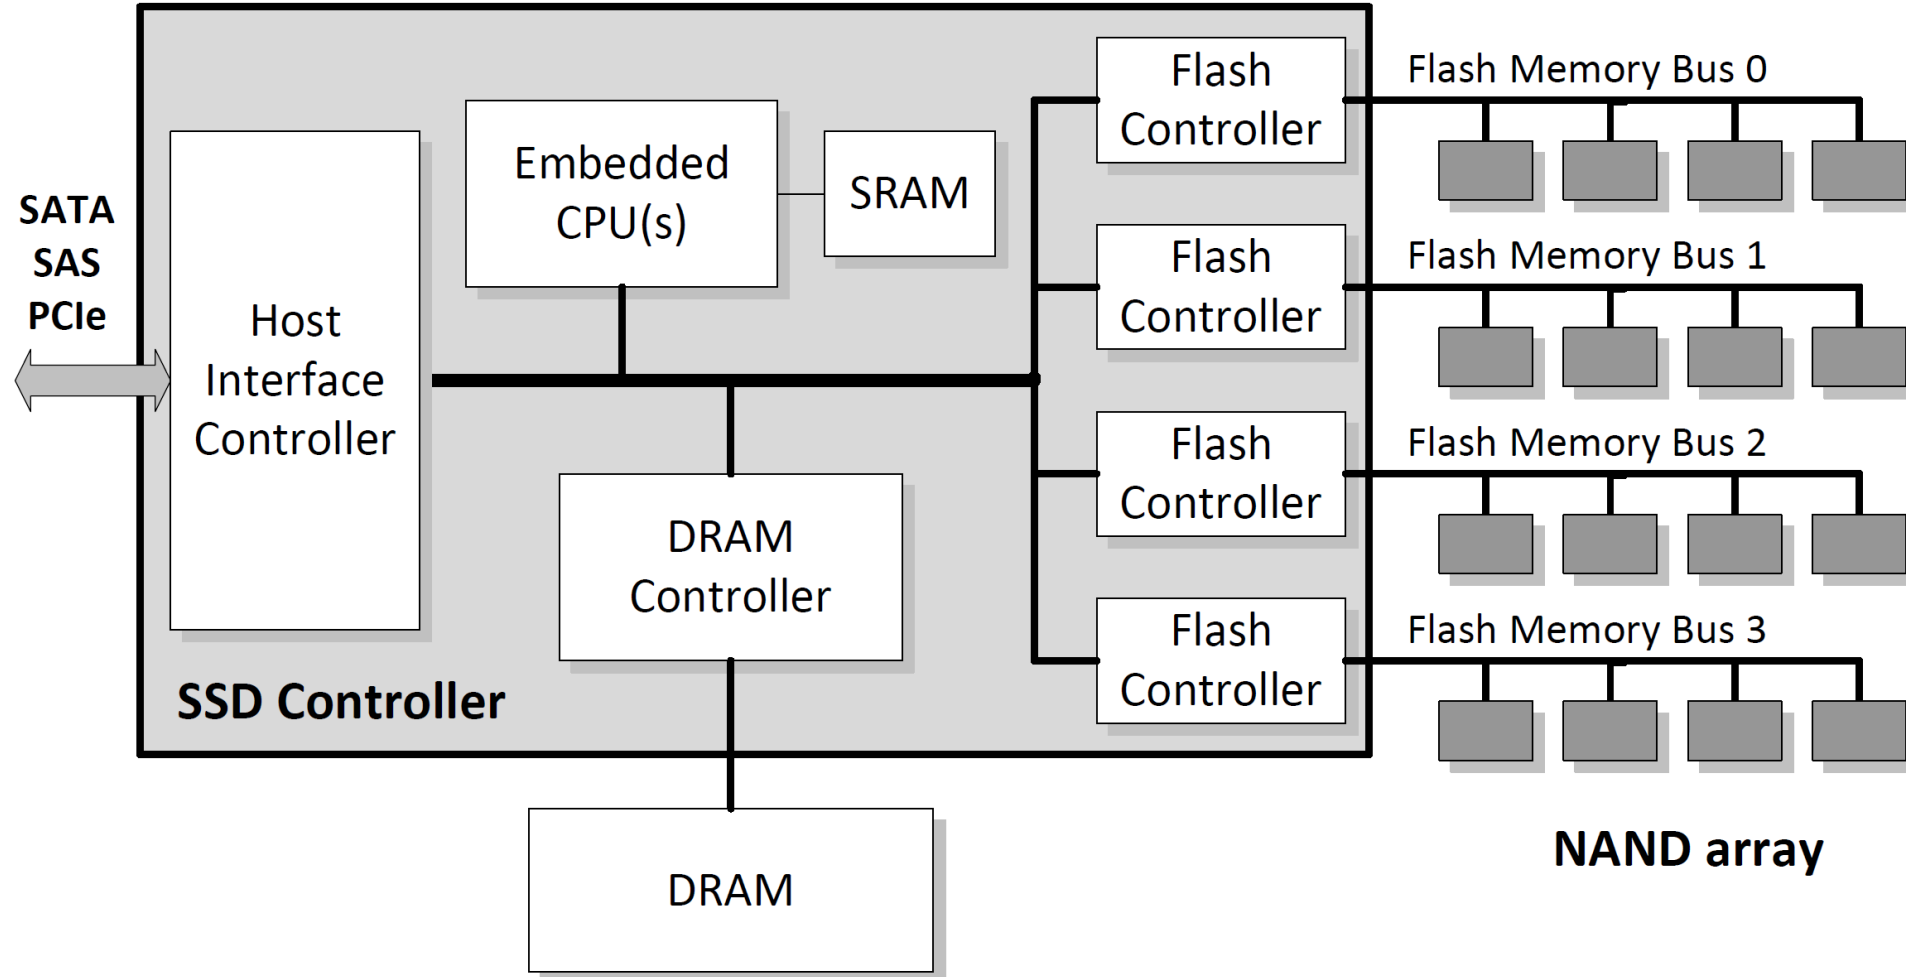 SATA
SAS
PCIe
Host
Interface
Controller
Embedded
CPU(s)
SRAM
DRAM
Controller
SSD Controller
DRAM
Flash
Controller
Flash Memory Bus 0
Flash
Controller
Flash Memory Bus 1
Flash
Controller
Flash Memory Bus 2
Flash
Controller
Flash Memory Bus 3
NAND array